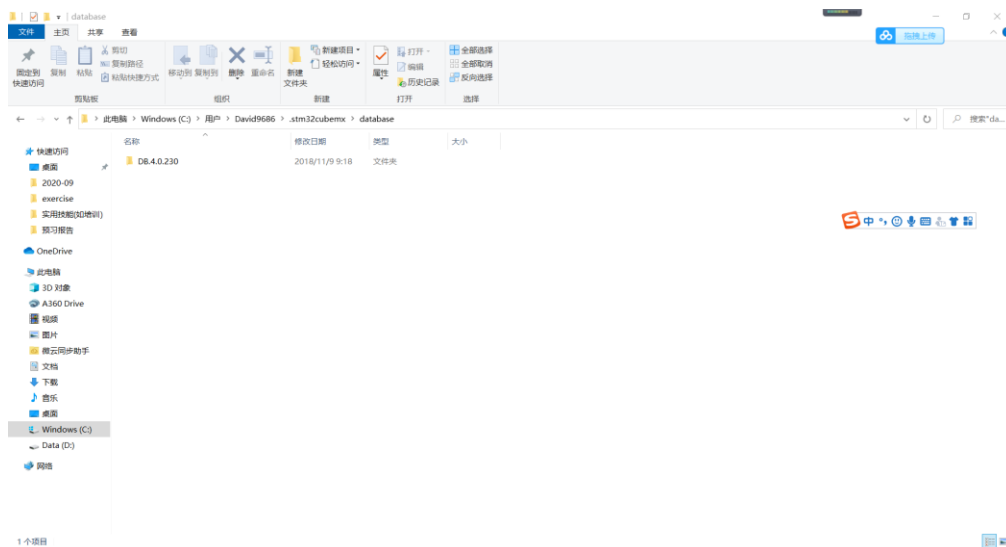 database
文件 主页 共享 查看
拖拽上传
固定到快速访问
复制
粘贴
剪切
复制路径
粘贴快捷方式
剪贴板
移动到
复制到
删除
重命名
组织
新建文件夹
新建项目
轻松访问
新建
属性
打开
编辑
历史记录
打开
全部选择
全部取消
反向选择
选择
此电脑 > Windows (C:) > 用户 > David9686 > .stm32cubemx > database
搜索"da...
名称 修改日期 类型 大小
DB.4.0.230 2018/11/9 9:18 文件夹
快速访问
桌面
2020-09
exercise
实用技能(如培训)
预习报告
OneDrive
此电脑
3D 对象
A360 Drive
视频
图片
微云同步助手
文档
下载
音乐
桌面
Windows (C:)
Data (D:)
网络
中
1 个项目